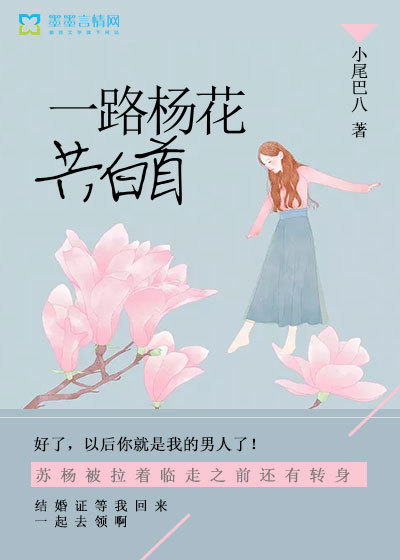 墨墨言情网
一路杨花
共白首
小尾巴八 著
好了，以后你就是我的男人了！
苏杨被拉着临走之前还有转身
结婚证等我回来
一起去领啊